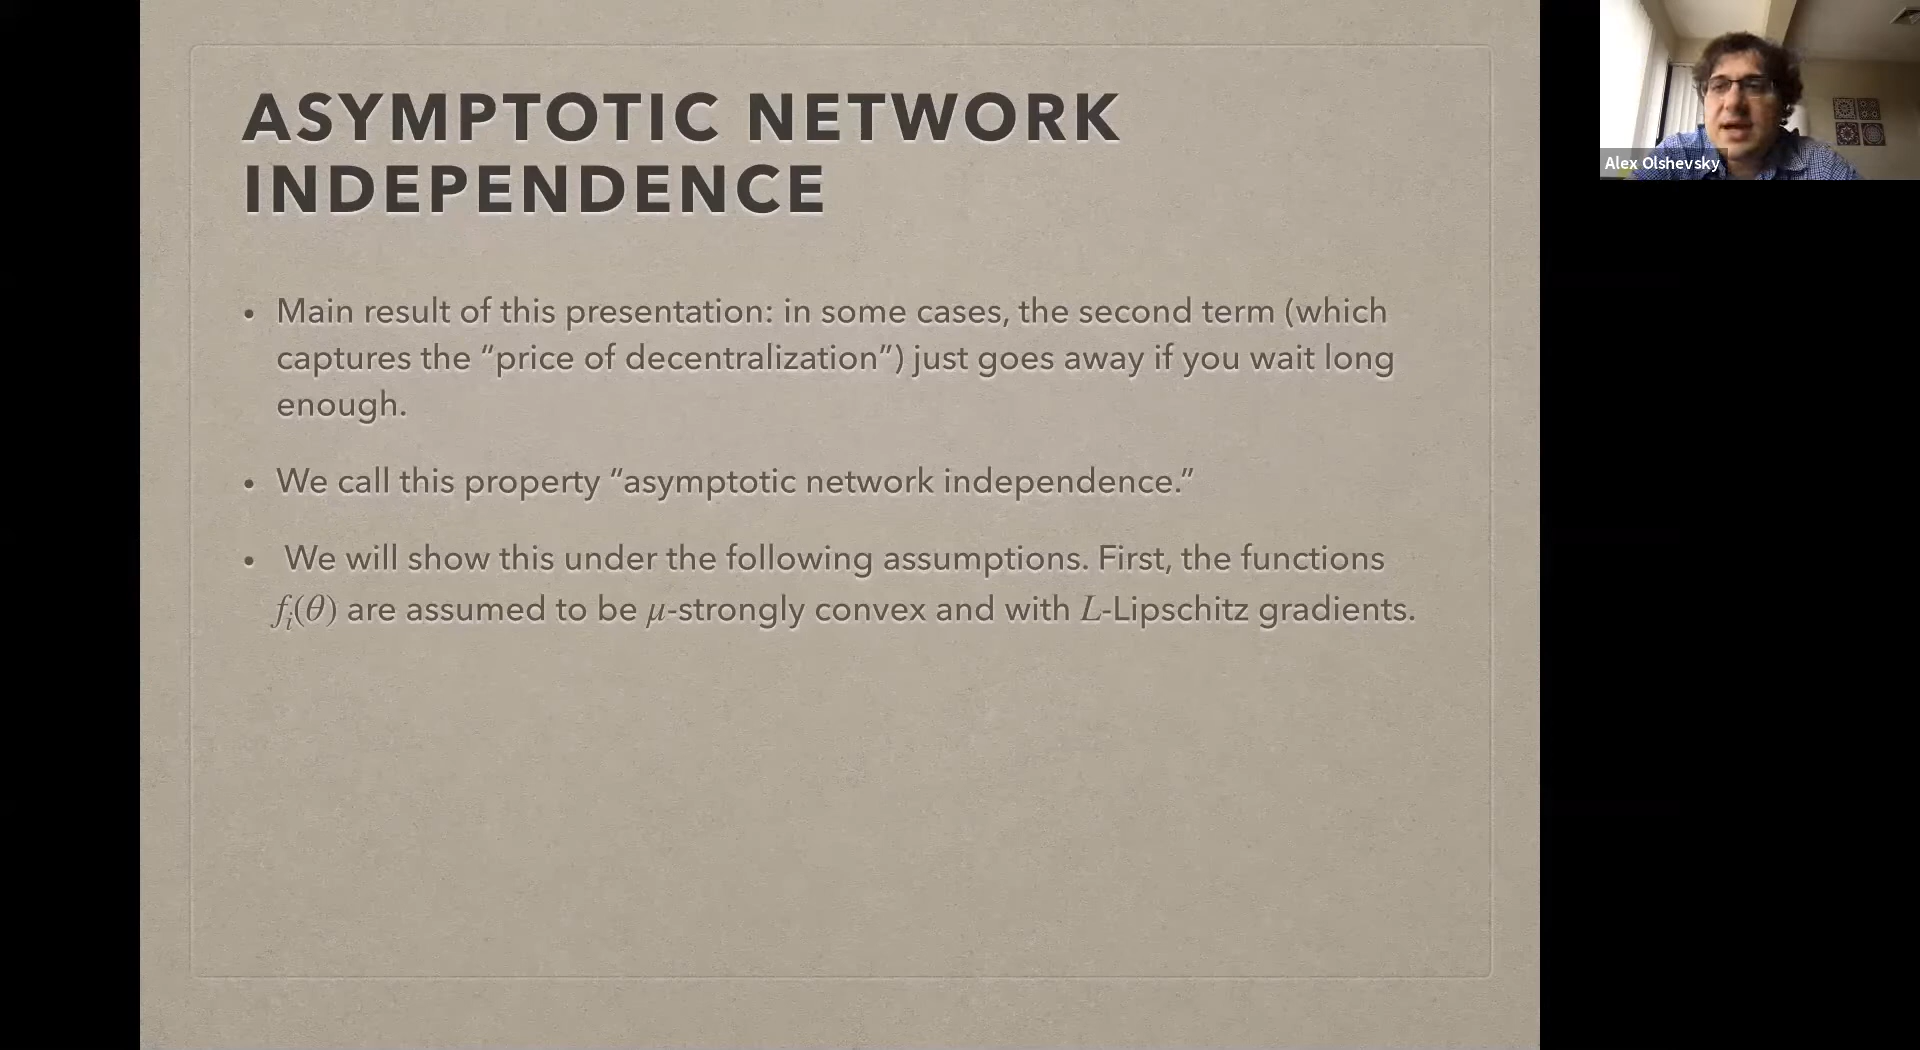 ASYMPTOTIC NETWORK
INDEPENDENCE
• Main result of this presentation: in some cases, the second term (which
captures the “price of decentralization”) just goes away if you wait long
enough.
• We call this property “asymptotic network independence.”
• We will show this under the following assumptions. First, the functions
fᵢ(θ) are assumed to be μ-strongly convex and with L-Lipschitz gradients.
Alex Olshevsky